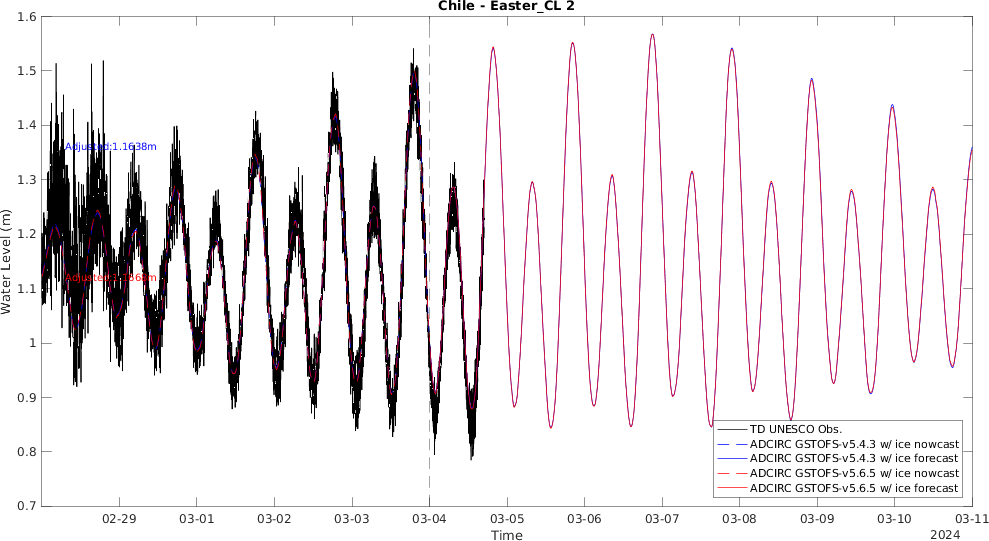 Chile - Easter_CL 2
1.6
1.5
1.4
1.3
1.2
1.1
1
0.9
0.8
0.7
Water Level (m)
Adjusted:1.1638m
TD UNESCO Obs.
ADCIRC GSTOFS-v5.4.3 w/ ice nowcast
ADCIRC GSTOFS-v5.4.3 w/ ice forecast
ADCIRC GSTOFS-v5.6.5 w/ ice nowcast
ADCIRC GSTOFS-v5.6.5 w/ ice forecast
02-29
03-01
03-02
03-03
03-04
03-05
03-06
03-07
03-08
03-09
03-10
03-11
Time
2024